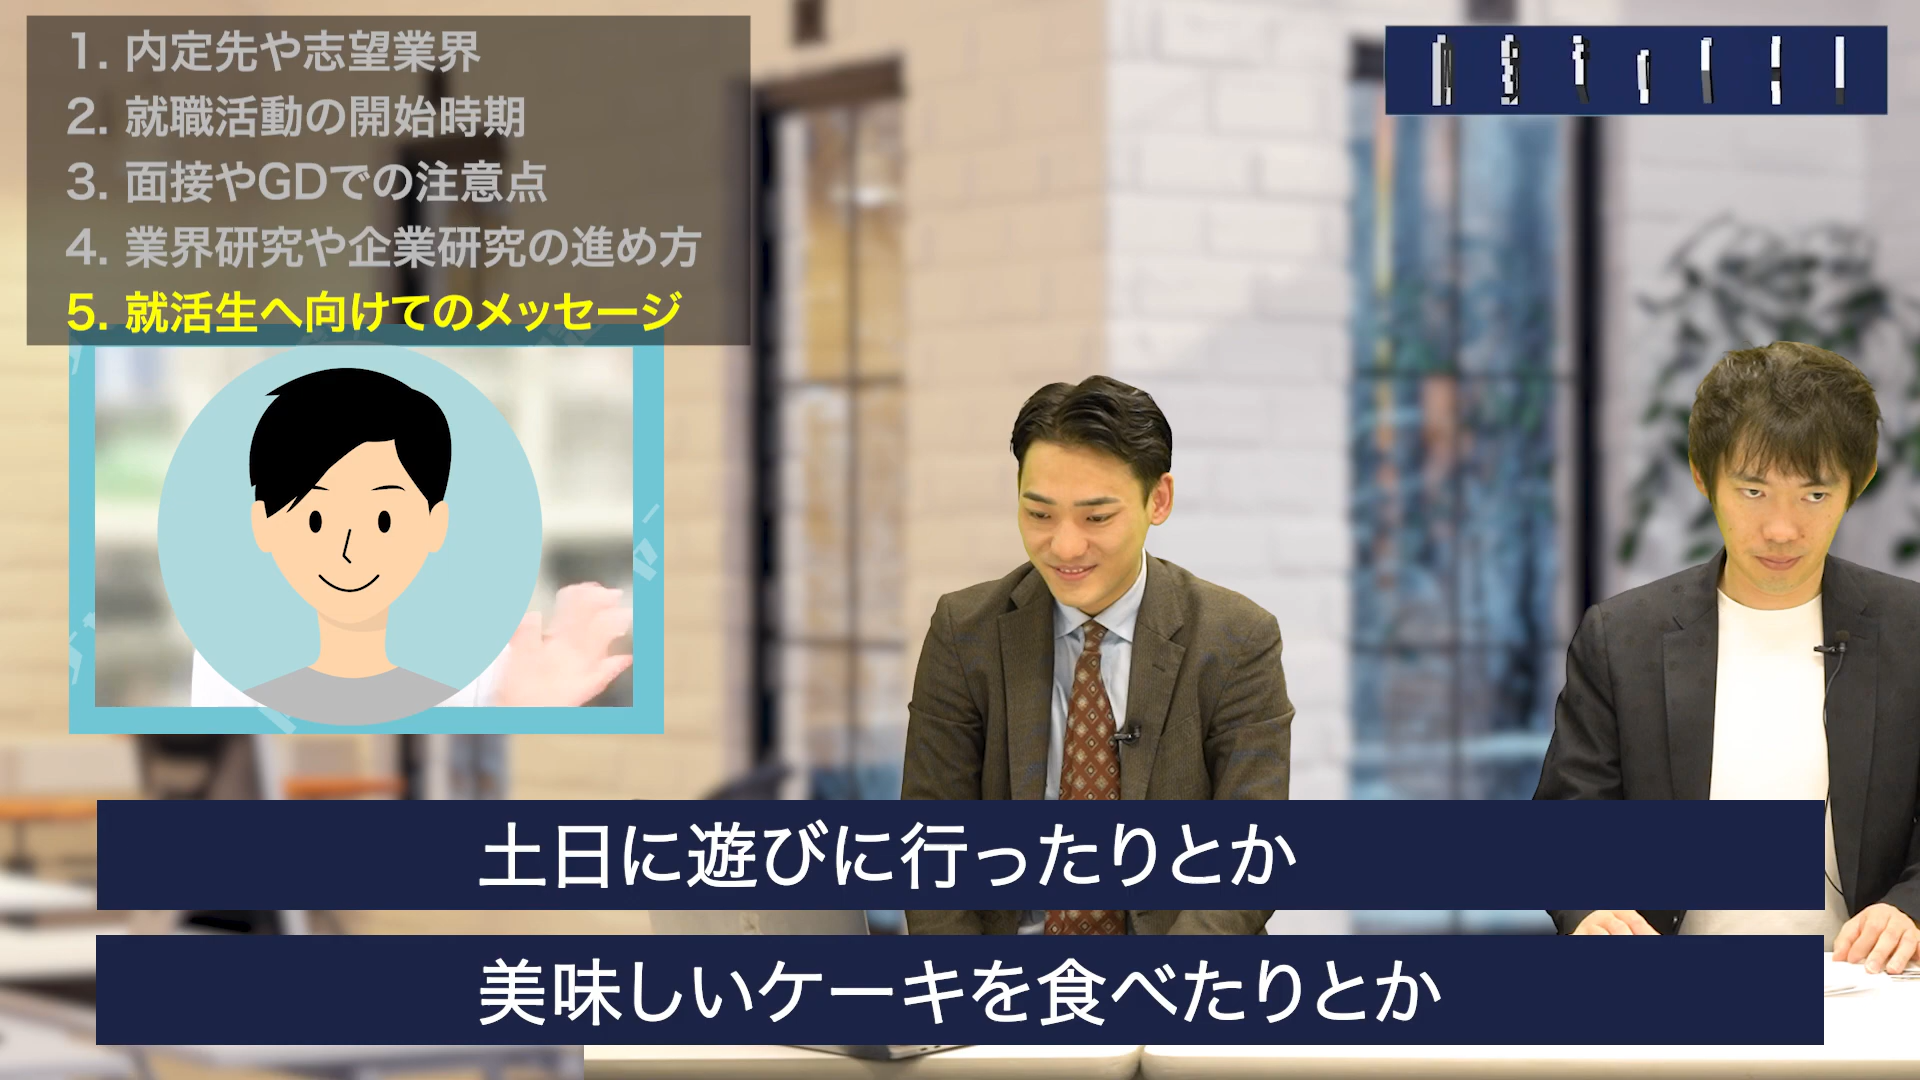 1. 内定先や志望業界
2. 就職活動の開始時期
3. 面接やGDでの注意点
4. 業界研究や企業研究の進め方
5. 就活生へ向けてのメッセージ
土日に遊びに行ったりとか
美味しいケーキを食べたりとか